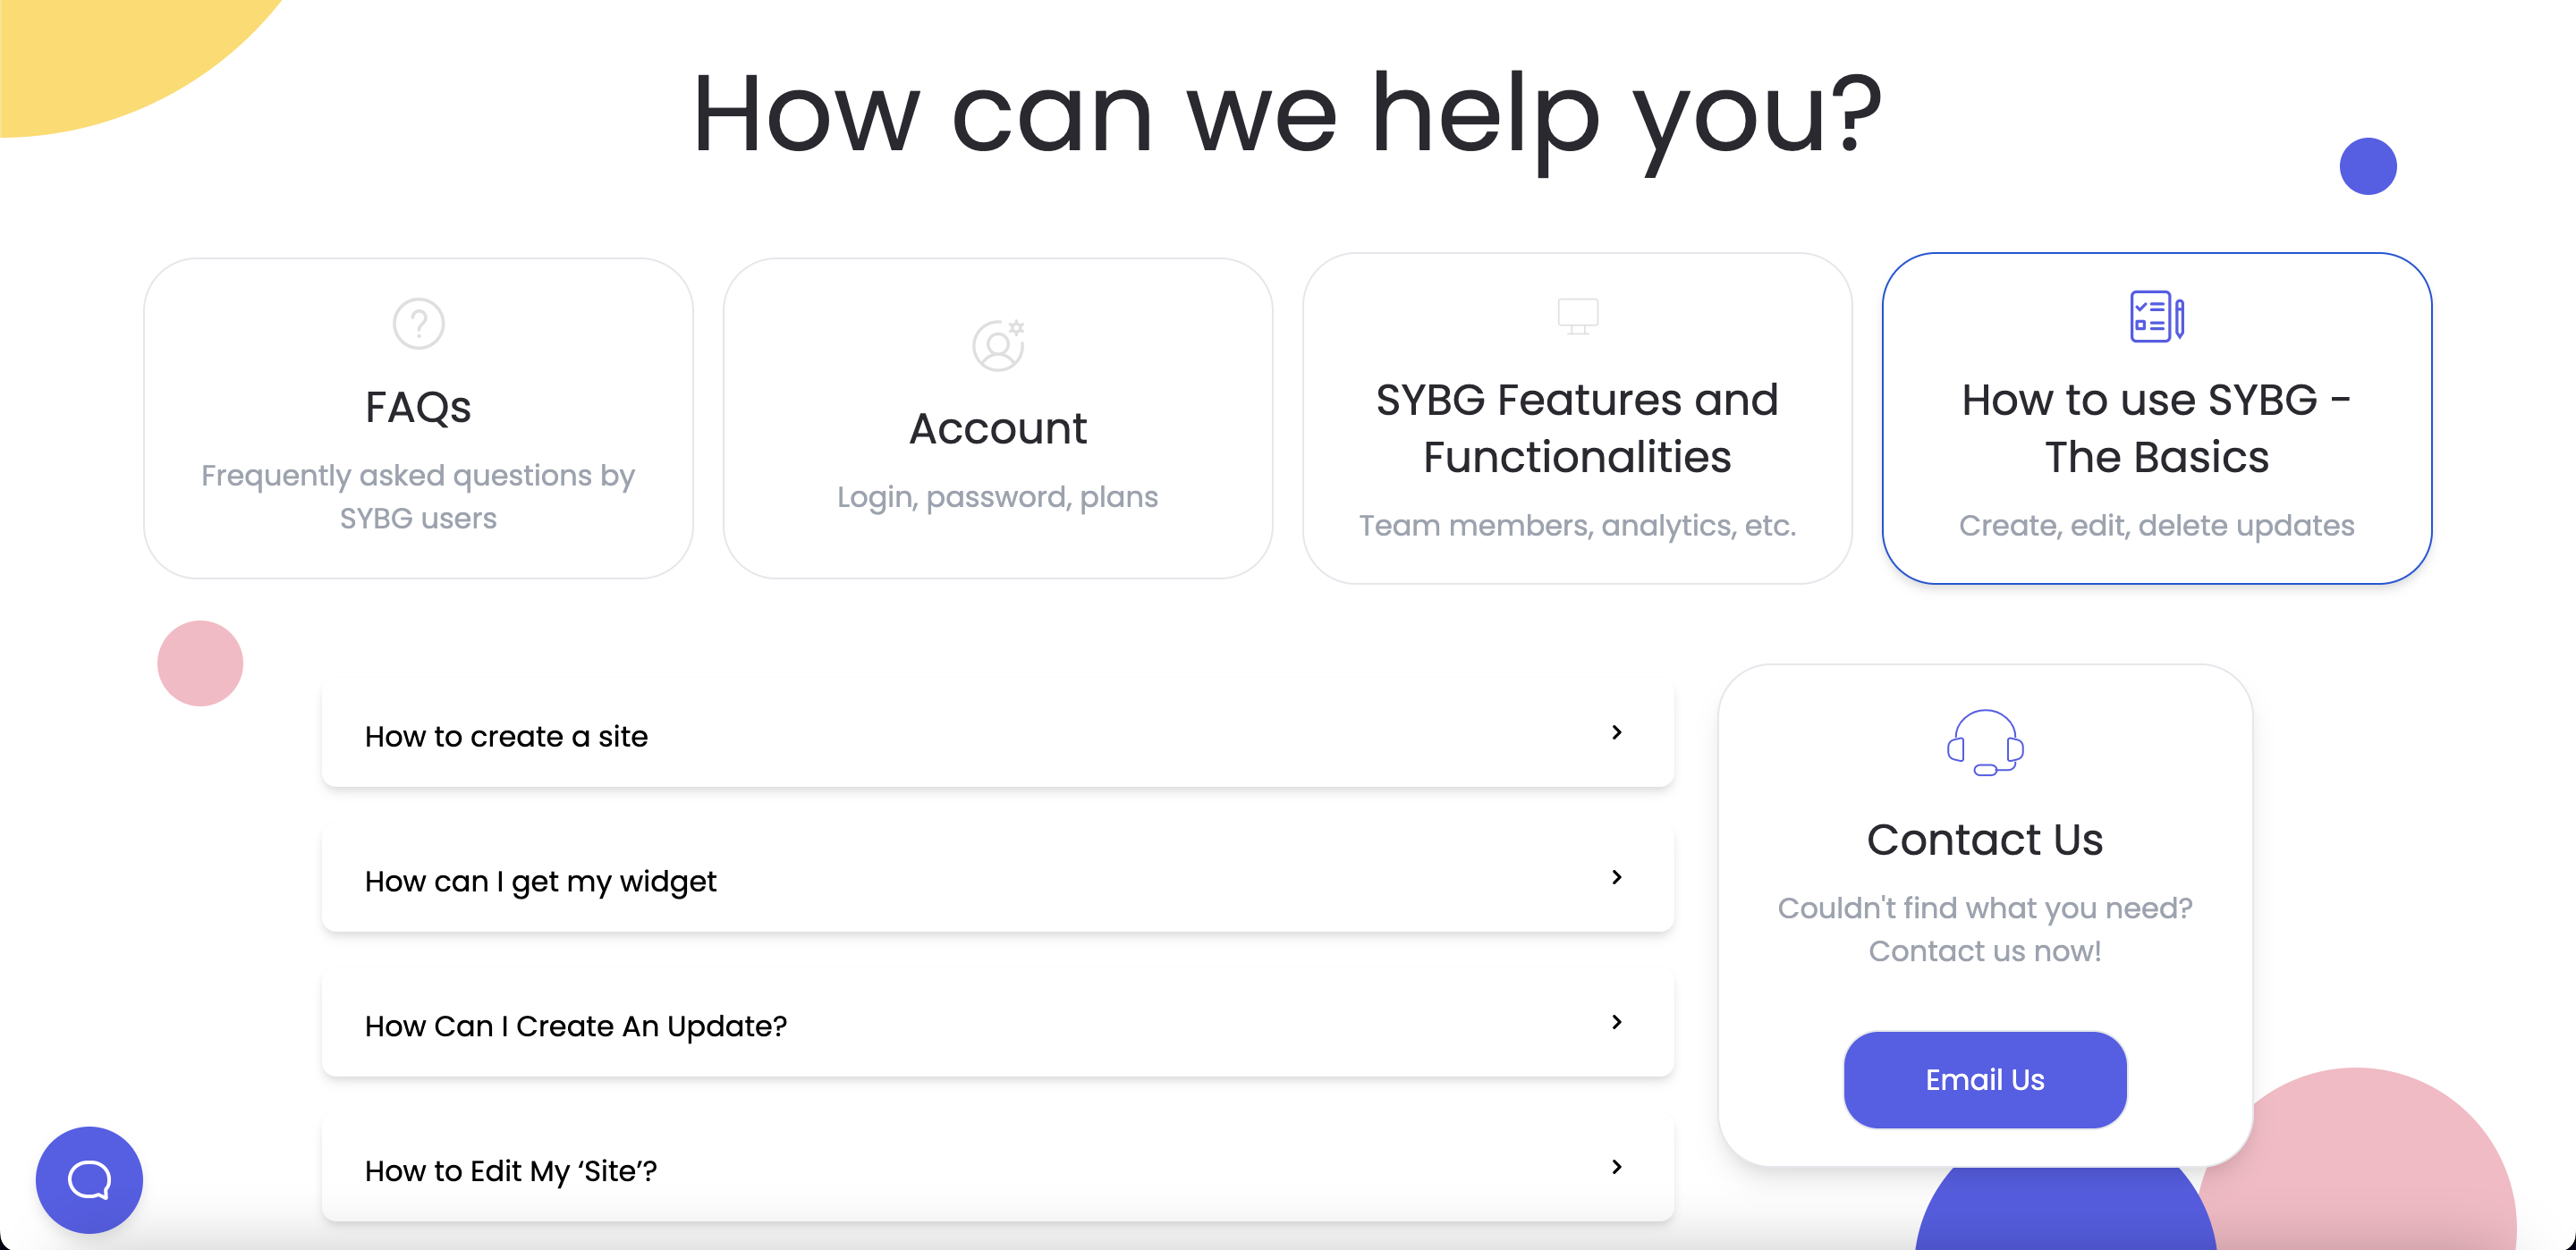 How can we help you?
FAQs
Frequently asked questions by
SYBG users
Account
Login, password, plans
SYBG Features and
Functionalities
Team members, analytics, etc.
How to use SYBG -
The Basics
Create, edit, delete updates
How to create a site
How can I get my widget
How Can I Create An Update?
How to Edit My ‘Site’?
Contact Us
Couldn't find what you need?
Contact us now!
Email Us